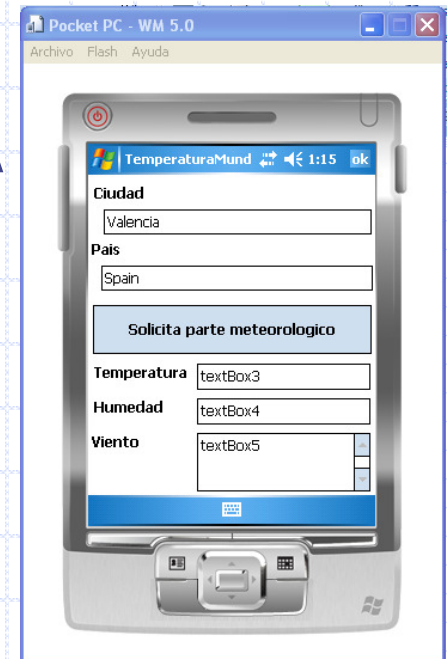 Pocket PC - WM 5.0
Archivo Flash Ayuda
TemperaturaMund 1:15 ok
Ciudad
Valencia
Pais
Spain
Solicita parte meteorologico
Temperatura textBox3
Humedad textBox4
Viento textBox5